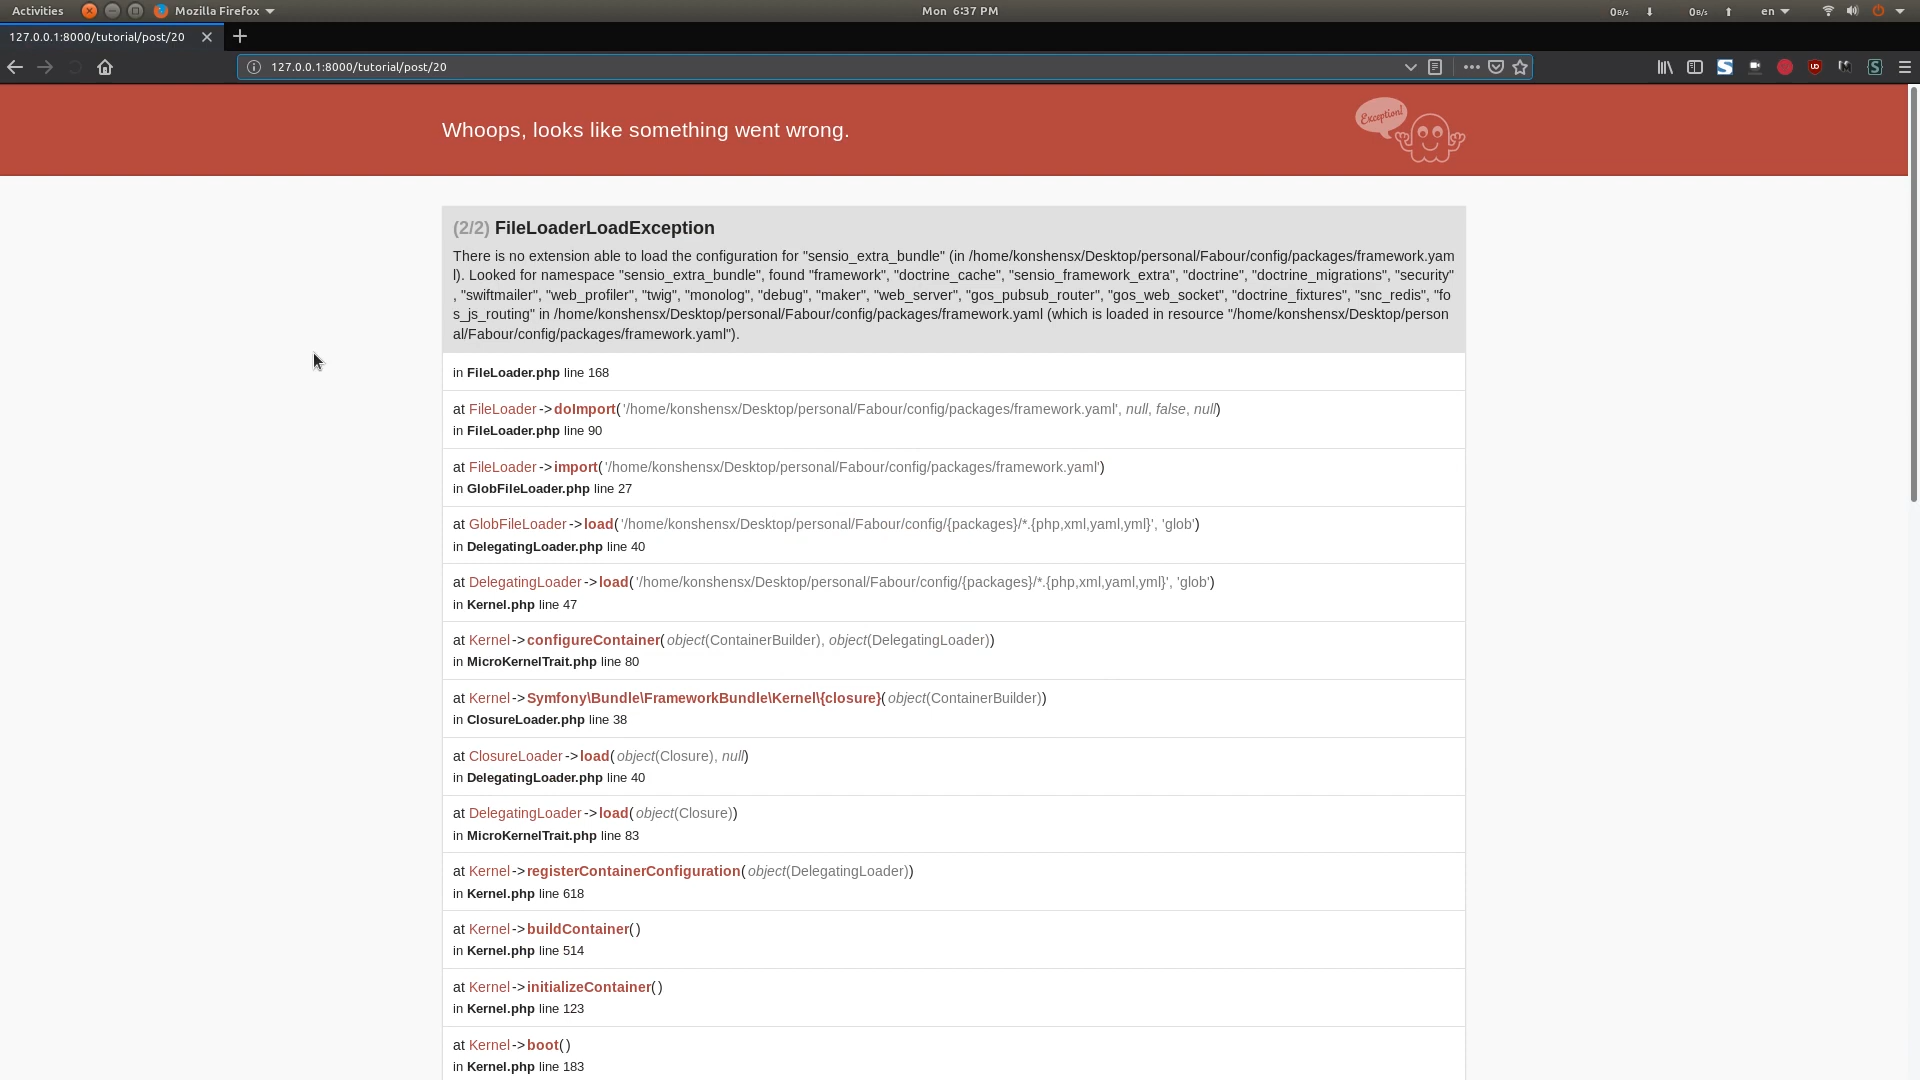 Activities Mozilla Firefox Mon 6:37 PM 0B/s 0B/s en
127.0.0.1:8000/tutorial/post/20
127.0.0.1:8000/tutorial/post/20
Whoops, looks like something went wrong.
Exception!
(2/2) FileLoaderLoadException
There is no extension able to load the configuration for "sensio_extra_bundle" (in /home/konshensx/Desktop/personal/Fabour/config/packages/framework.yam
l). Looked for namespace "sensio_extra_bundle", found "framework", "doctrine_cache", "sensio_framework_extra", "doctrine", "doctrine_migrations", "security"
, "swiftmailer", "web_profiler", "twig", "monolog", "debug", "maker", "web_server", "gos_pubsub_router", "gos_web_socket", "doctrine_fixtures", "snc_redis", "fo
s_js_routing" in /home/konshensx/Desktop/personal/Fabour/config/packages/framework.yaml (which is loaded in resource "/home/konshensx/Desktop/person
al/Fabour/config/packages/framework.yaml").
in FileLoader.php line 168
at FileLoader->doImport('/home/konshensx/Desktop/personal/Fabour/config/packages/framework.yaml', null, false, null)
in FileLoader.php line 90
at FileLoader->import('/home/konshensx/Desktop/personal/Fabour/config/packages/framework.yaml')
in GlobFileLoader.php line 27
at GlobFileLoader->load('/home/konshensx/Desktop/personal/Fabour/config/{packages}/*.{php,xml,yaml,yml}', 'glob')
in DelegatingLoader.php line 40
at DelegatingLoader->load('/home/konshensx/Desktop/personal/Fabour/config/{packages}/*.{php,xml,yaml,yml}', 'glob')
in Kernel.php line 47
at Kernel->configureContainer(object(ContainerBuilder), object(DelegatingLoader))
in MicroKernelTrait.php line 80
at Kernel->Symfony\Bundle\FrameworkBundle\Kernel\{closure}(object(ContainerBuilder))
in ClosureLoader.php line 38
at ClosureLoader->load(object(Closure), null)
in DelegatingLoader.php line 40
at DelegatingLoader->load(object(Closure))
in MicroKernelTrait.php line 83
at Kernel->registerContainerConfiguration(object(DelegatingLoader))
in Kernel.php line 618
at Kernel->buildContainer()
in Kernel.php line 514
at Kernel->initializeContainer()
in Kernel.php line 123
at Kernel->boot()
in Kernel.php line 183